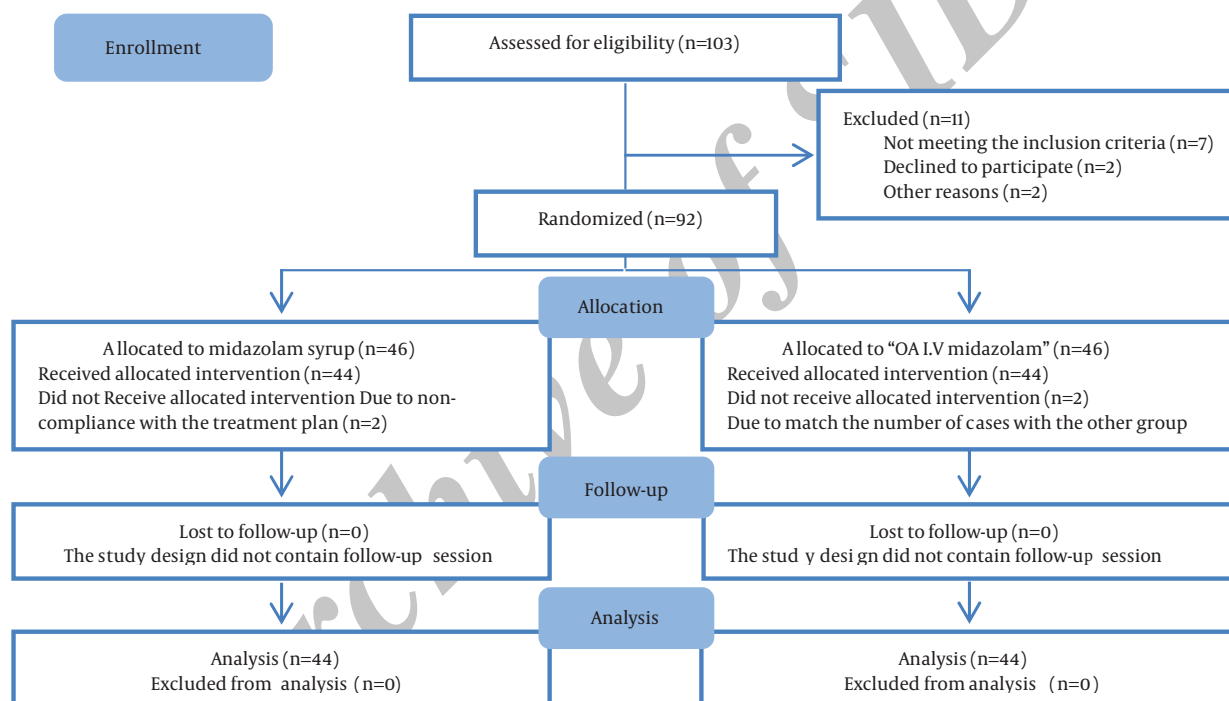 Enrollment
Assessed for eligibility (n=103)
Excluded (n=11)
Not meeting the inclusion criteria (n=7)
Declined to participate (n=2)
Other reasons (n=2)
Randomized (n=92)
Allocation
Allocated to midazolam syrup (n=46)
Received allocated intervention (n=44)
Did not Receive allocated intervention Due to non-
compliance with the treatment plan (n=2)
Allocated to “OA I.V midazolam” (n=46)
Received allocated intervention (n=44)
Did not receive allocated intervention (n=2)
Due to match the number of cases with the other group
Follow-up
Lost to follow-up (n=0)
The study design did not contain follow-up session
Lost to follow-up (n=0)
The study design did not contain follow-up session
Analysis
Analysis (n=44)
Excluded from analysis (n=0)
Analysis (n=44)
Excluded from analysis (n=0)